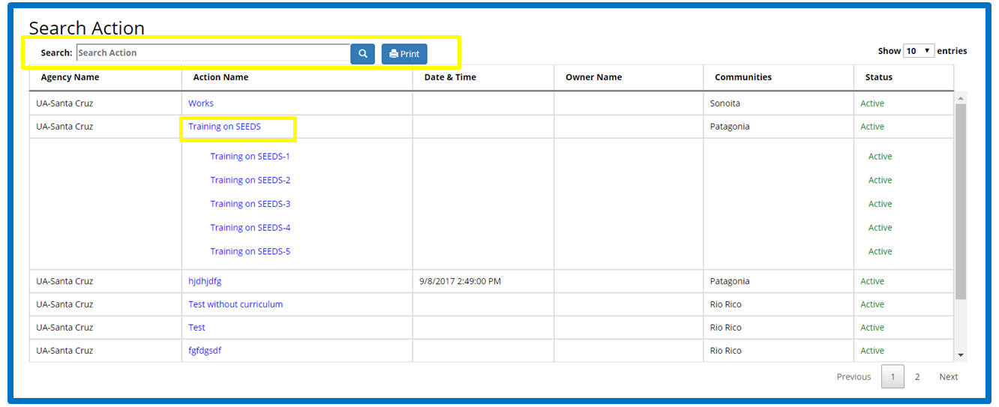 Search Action
Search: Search Action Print Show 10 entries
Agency Name Action Name Date & Time Owner Name Communities Status
UA-Santa Cruz Works Sonoita Active
UA-Santa Cruz Training on SEEDS Patagonia Active
Training on SEEDS-1 Active
Training on SEEDS-2 Active
Training on SEEDS-3 Active
Training on SEEDS-4 Active
Training on SEEDS-5 Active
UA-Santa Cruz hjdhjdfg 9/8/2017 2:49:00 PM Patagonia Active
UA-Santa Cruz Test without curriculum Rio Rico Active
UA-Santa Cruz Test Rio Rico Active
UA-Santa Cruz fgfdgsdf Rio Rico Active
Previous 1 2 Next